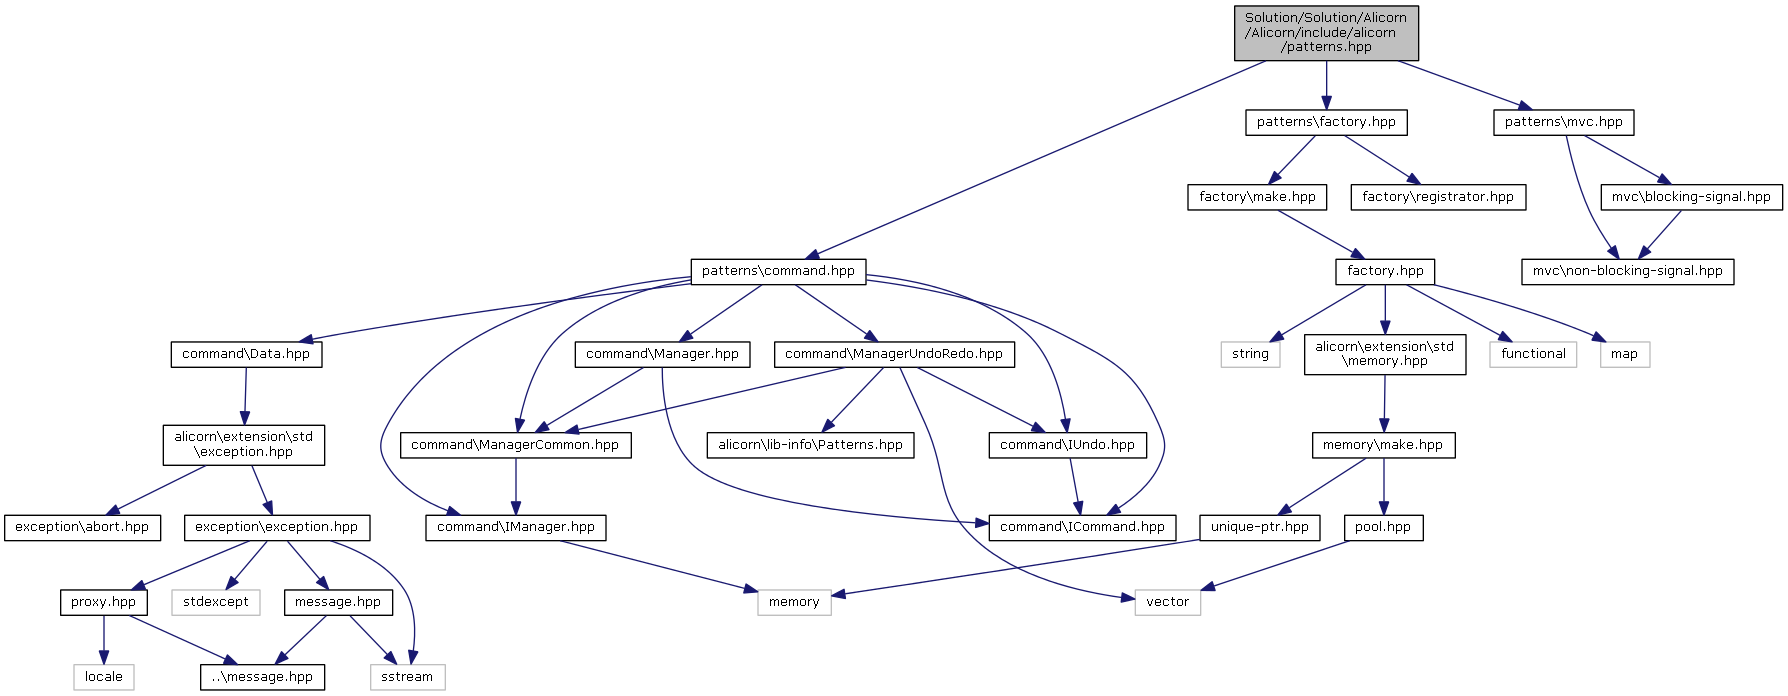 Solution/Solution/Alicorn
/Alicorn/include/alicorn
/patterns.hpp
patterns\factory.hpp
patterns\mvc.hpp
factory\make.hpp
factory\registrator.hpp
mvc\blocking-signal.hpp
patterns\command.hpp
factory.hpp
mvc\non-blocking-signal.hpp
command\Data.hpp
command\Manager.hpp
command\ManagerUndoRedo.hpp
string
alicorn\extension\std
\memory.hpp
functional
map
alicorn\extension\std
\exception.hpp
command\ManagerCommon.hpp
alicorn\lib-info\Patterns.hpp
command\IUndo.hpp
memory\make.hpp
exception\abort.hpp
exception\exception.hpp
command\IManager.hpp
command\ICommand.hpp
unique-ptr.hpp
pool.hpp
proxy.hpp
stdexcept
message.hpp
memory
vector
locale
..\message.hpp
sstream